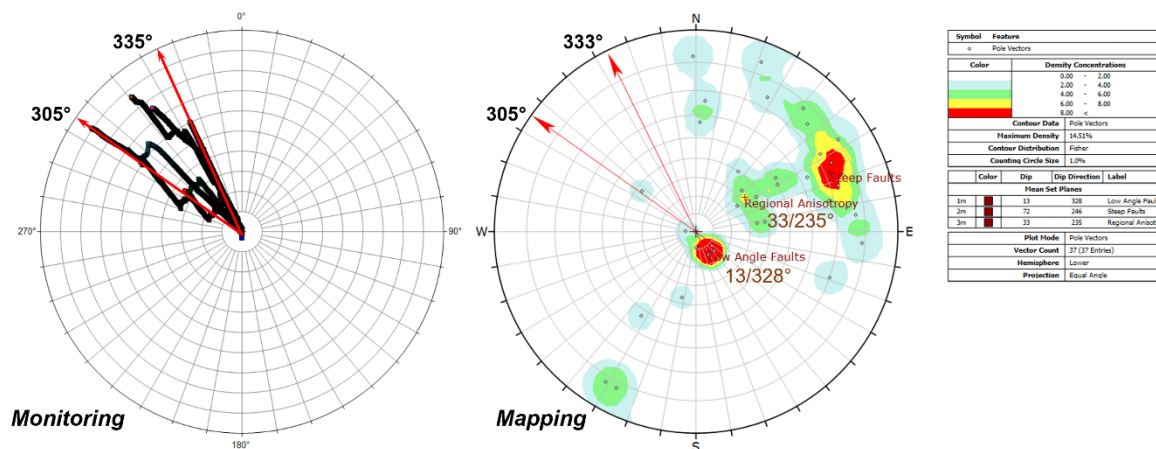 0°
335°
305°
270°
90°
180°
Monitoring
N
333°
305°
W
E
S
Steep Faults
Regional Anisotropy
33/235°
Low Angle Faults
13/328°
Mapping
Symbol Feature
Pole Vectors
Color Density Concentrations
0.00 - 2.00
2.00 - 4.00
4.00 - 6.00
6.00 - 8.00
8.00 <
Contour Data Pole Vectors
Maximum Density 14.51%
Contour Distribution Fisher
Counting Circle Size 1.0%
Color Dip Dip Direction Label
Mean Set Planes
1m 13 328 Low Angle Faul
2m 72 246 Steep Faults
3m 33 235 Regional Anisot
Plot Mode Pole Vectors
Vector Count 37 (37 Entries)
Hemisphere Lower
Projection Equal Angle